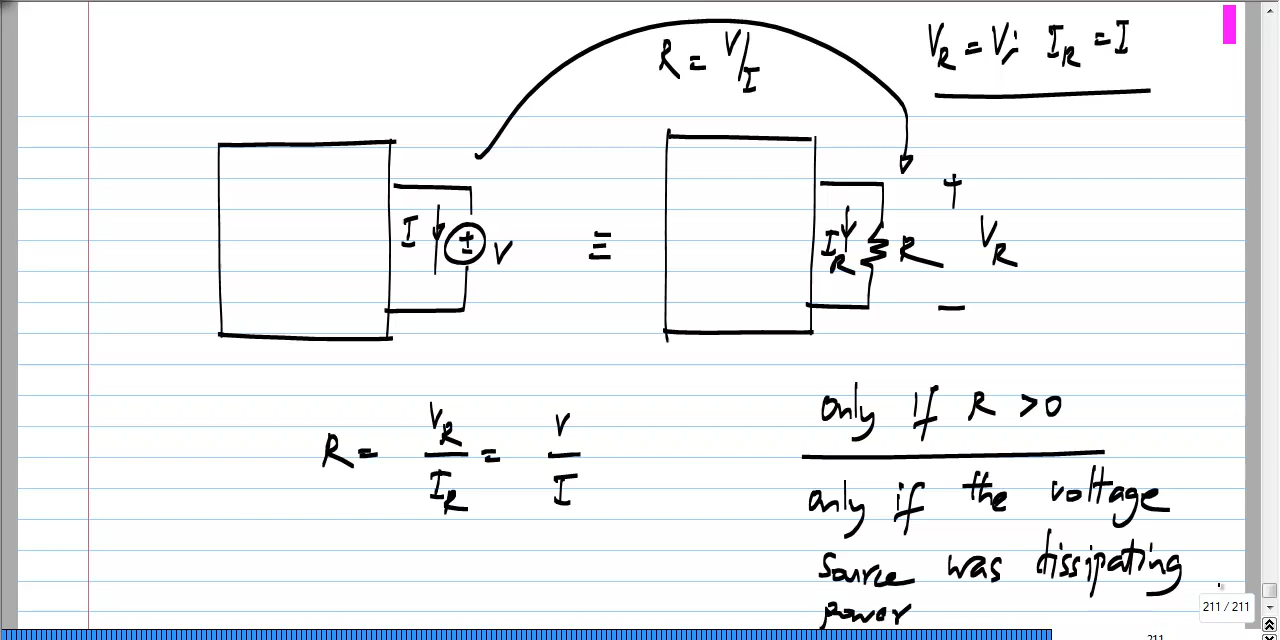 R = V/I
V_R = V; I_R = I
I
± V
≡
I_R
R
+
V_R
−
R = V_R/I_R = V/I
only if R >0
only if the voltage
source was dissipating
power
211 / 211
211